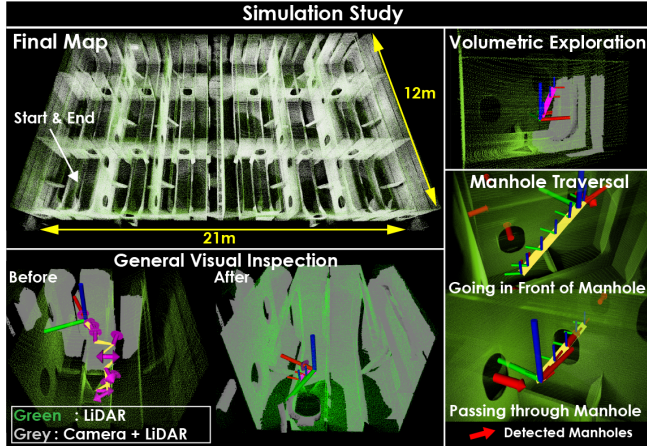 Simulation Study
Final Map
12m
Start & End
21m
Volumetric Exploration
Manhole Traversal
Going in Front of Manhole
Passing through Manhole
Detected Manholes
General Visual Inspection
Before
After
Green : LiDAR
Grey : Camera + LiDAR